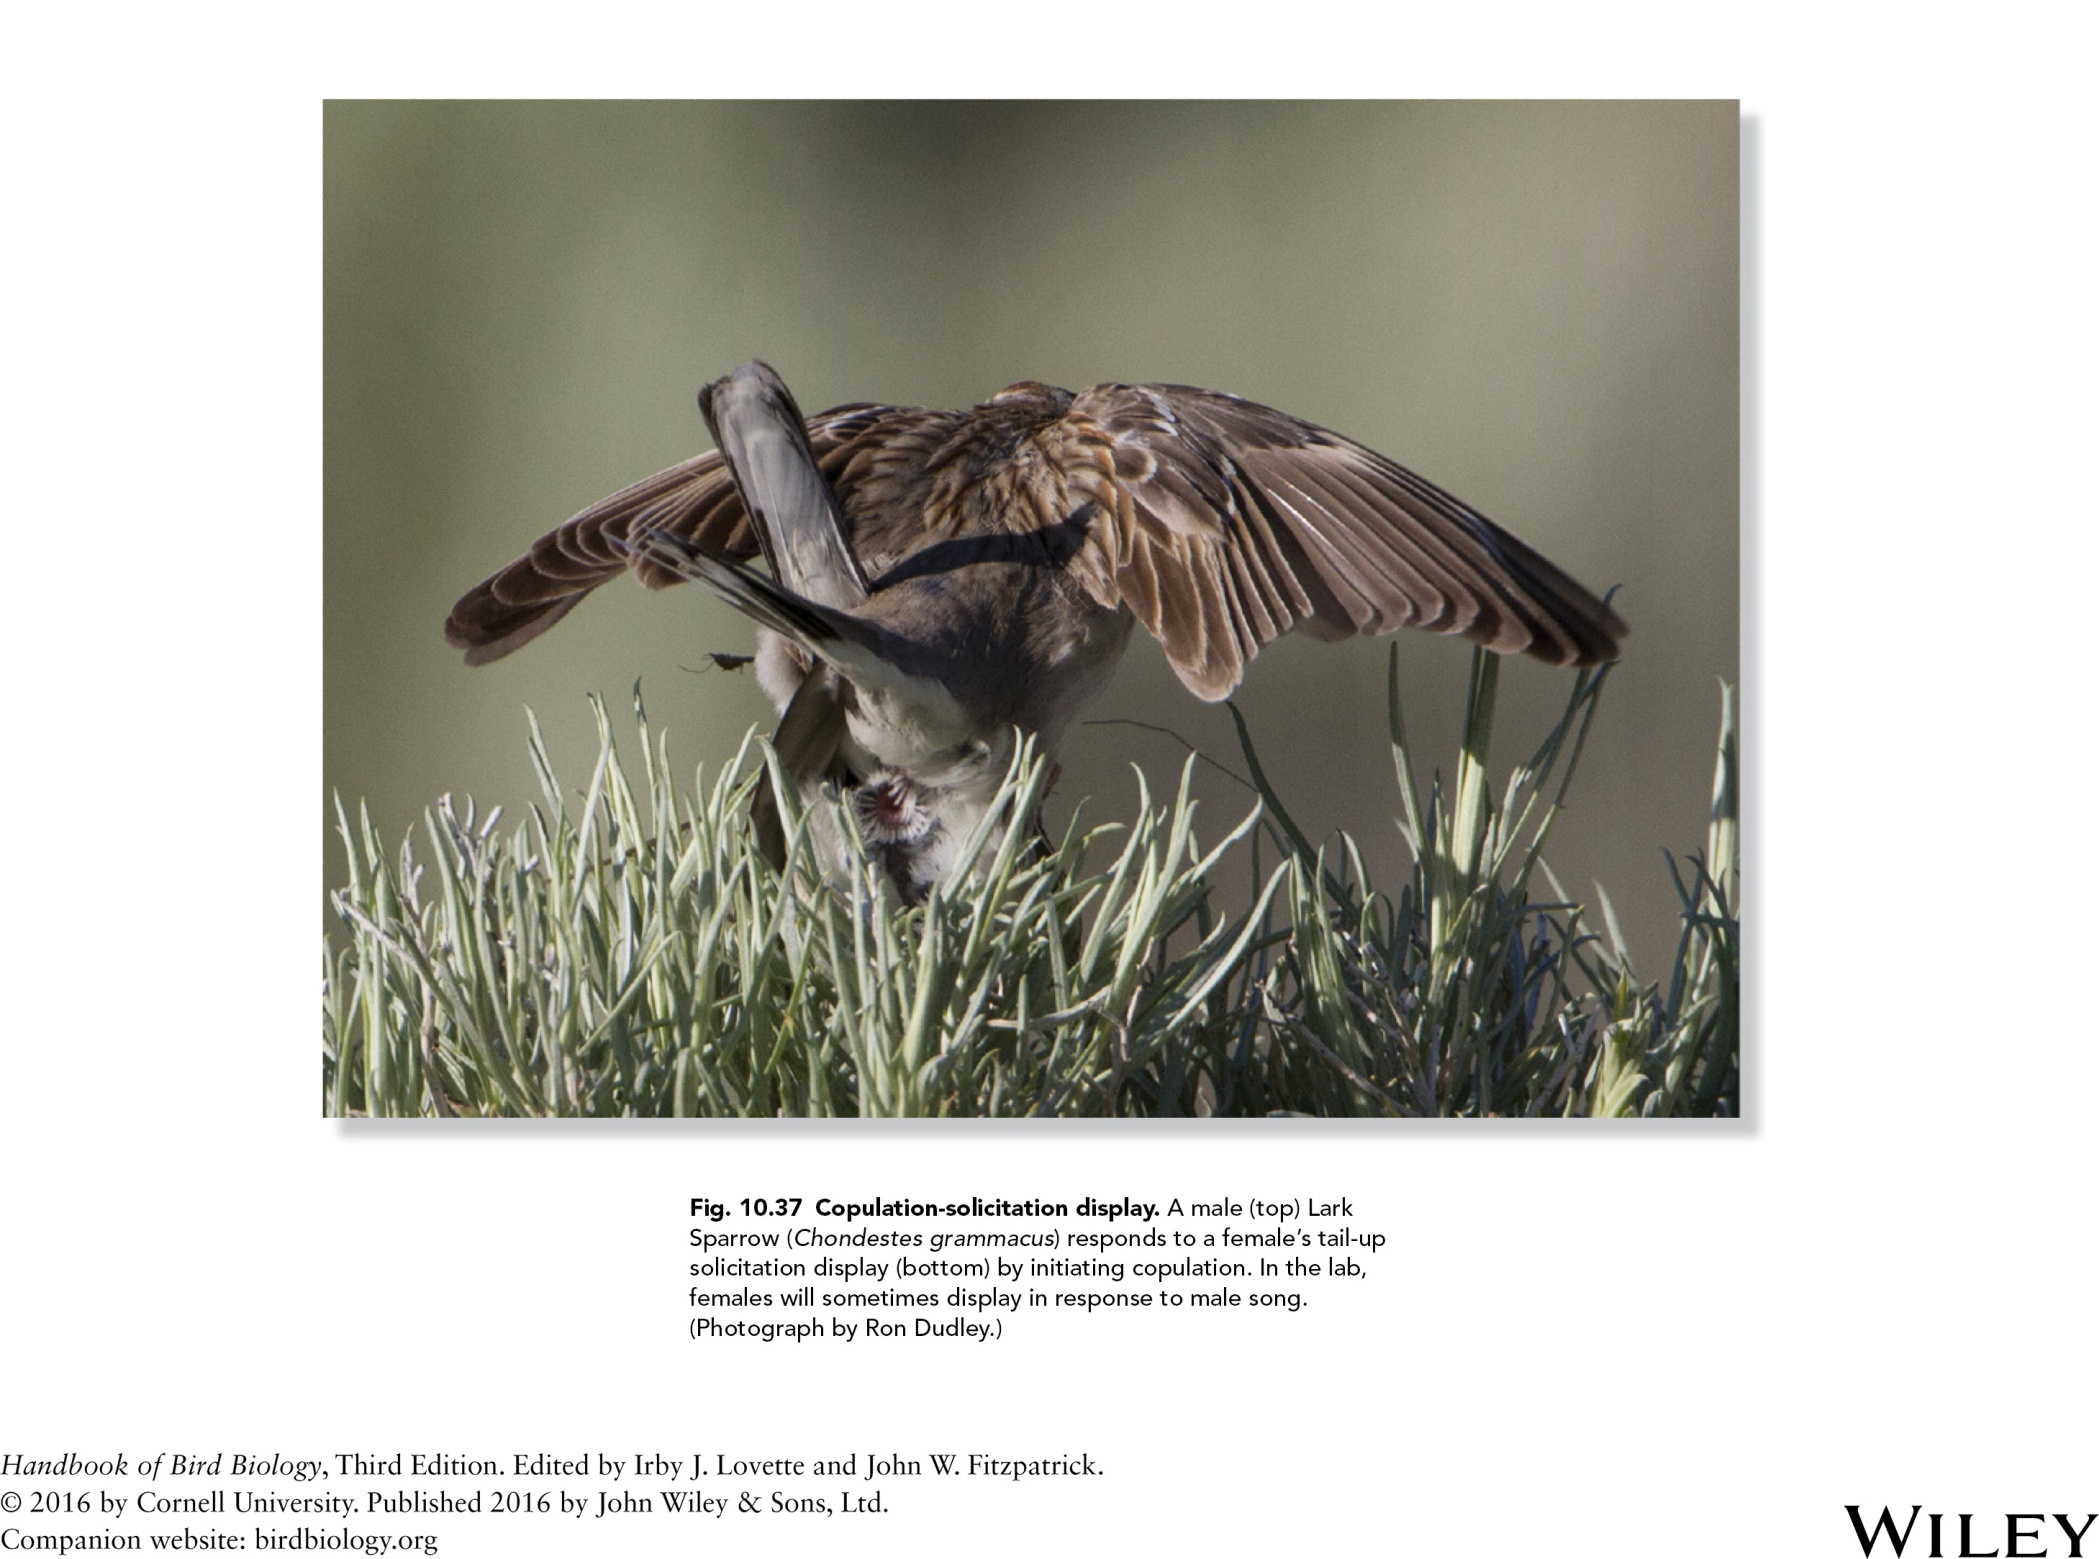 Fig. 10.37 Copulation-solicitation display. A male (top) Lark
Sparrow (Chondestes grammacus) responds to a female’s tail-up
solicitation display (bottom) by initiating copulation. In the lab,
females will sometimes display in response to male song.
(Photograph by Ron Dudley.)
Handbook of Bird Biology, Third Edition. Edited by Irby J. Lovette and John W. Fitzpatrick.
© 2016 by Cornell University. Published 2016 by John Wiley & Sons, Ltd.
Companion website: birdbiology.org
WILEY